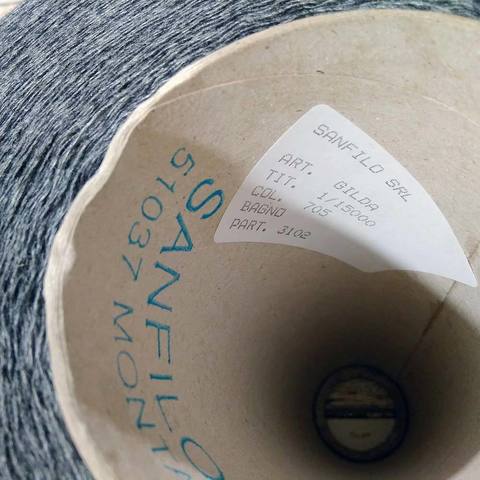 SANFILO SRL
ART. GILDA
TIT. 1/15000
COL. 705
BAGNO
PART. 3102
SANFILO
51037 MONT